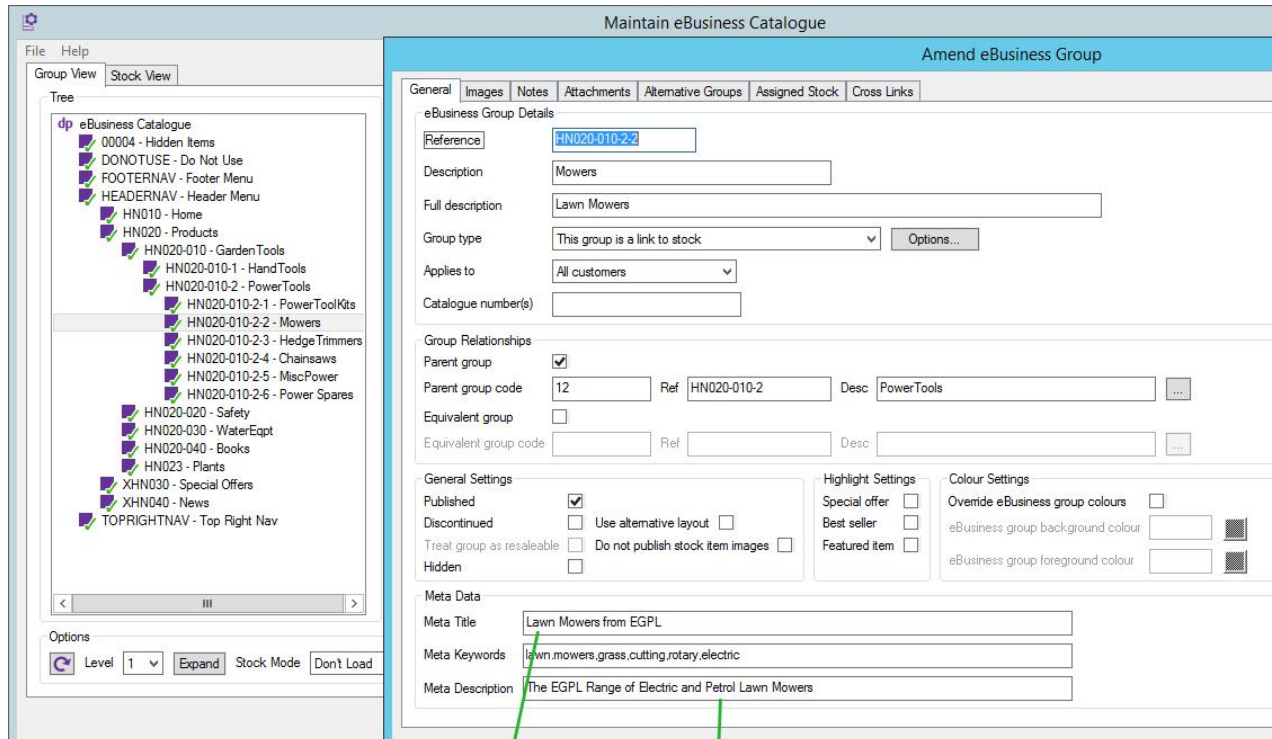 Maintain eBusiness Catalogue
File Help
Group View Stock View
Tree
dp eBusiness Catalogue
00004 - Hidden Items
DONOTUSE - Do Not Use
FOOTERNAV - Footer Menu
HEADERNAV - Header Menu
HN010 - Home
HN020 - Products
HN020-010 - GardenTools
HN020-010-1 - HandTools
HN020-010-2 - PowerTools
HN020-010-2-1 - PowerToolKits
HN020-010-2-2 - Mowers
HN020-010-2-3 - HedgeTrimmers
HN020-010-2-4 - Chainsaws
HN020-010-2-5 - MiscPower
HN020-010-2-6 - Power Spares
HN020-020 - Safety
HN020-030 - WaterEqpt
HN020-040 - Books
HN023 - Plants
XHN030 - Special Offers
XHN040 - News
TOPRIGHTNAV - Top Right Nav
Options
Level 1 Expand Stock Mode Don't Load
Amend eBusiness Group
General Images Notes Attachments Alternative Groups Assigned Stock Cross Links
eBusiness Group Details
Reference HN020-010-2-2
Description Mowers
Full description Lawn Mowers
Group type This group is a link to stock Options...
Applies to All customers
Catalogue number(s)
Group Relationships
Parent group
Parent group code 12 Ref HN020-010-2 Desc PowerTools ...
Equivalent group
Equivalent group code Ref Desc ...
General Settings
Published
Discontinued Use alternative layout
Treat group as resaleable Do not publish stock item images
Hidden
Highlight Settings
Special offer
Best seller
Featured item
Colour Settings
Override eBusiness group colours
eBusiness group background colour
eBusiness group foreground colour
Meta Data
Meta Title Lawn Mowers from EGPL
Meta Keywords lawn.mowers,grass,cutting,rotary,electric
Meta Description The EGPL Range of Electric and Petrol Lawn Mowers